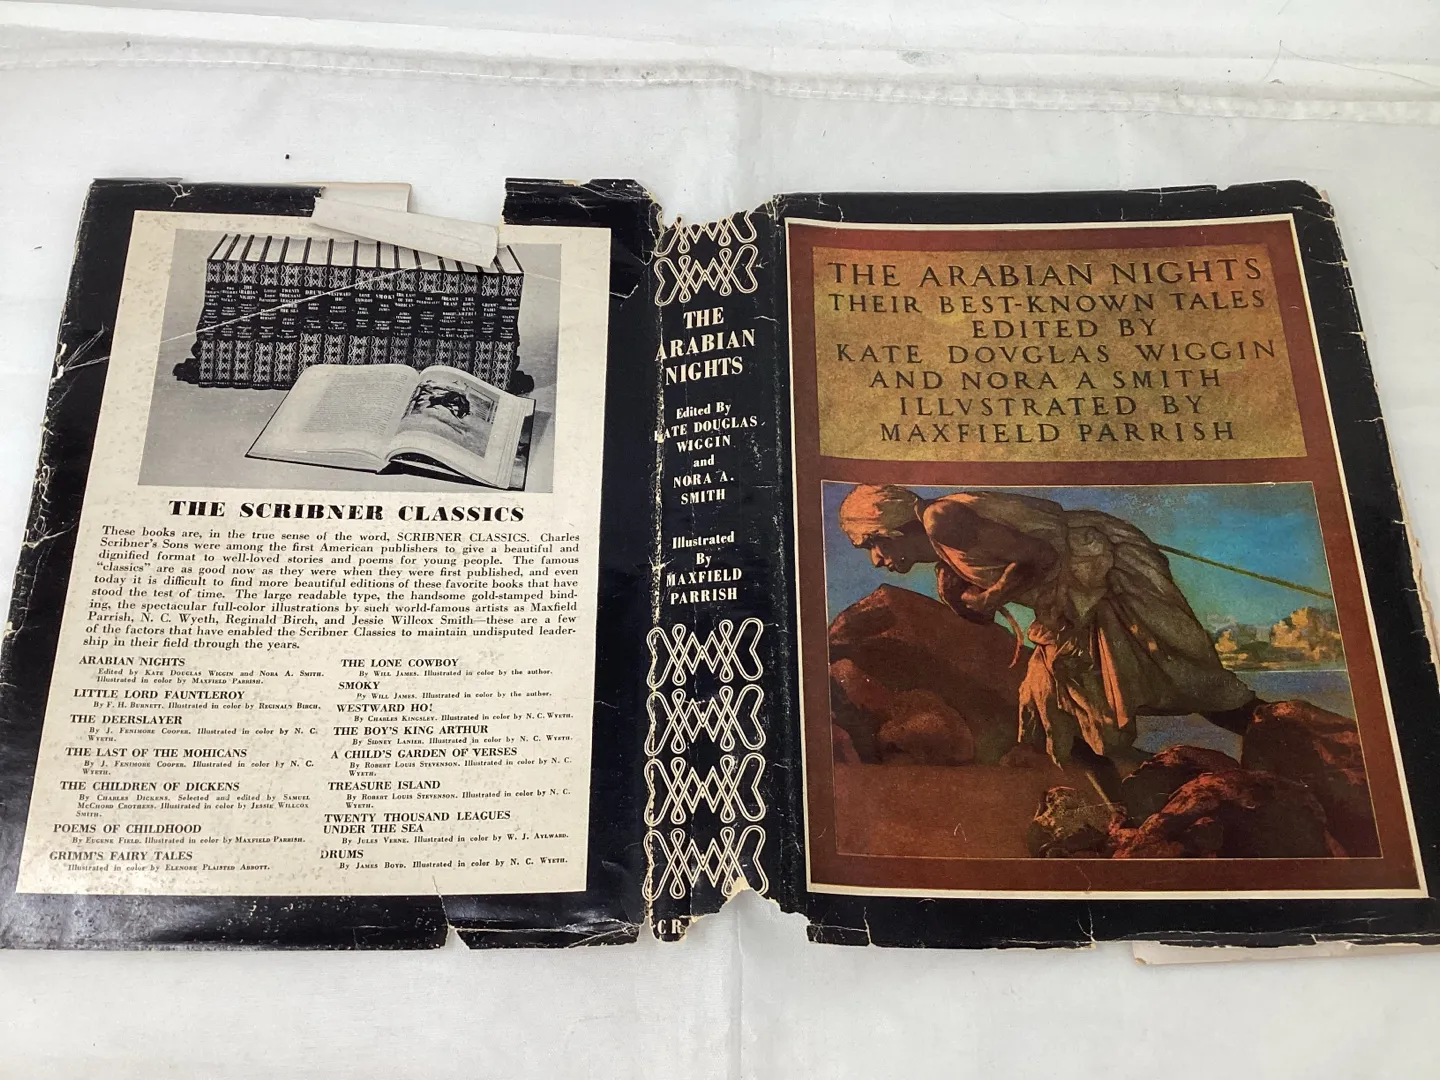 THE SCRIBNER CLASSICS
These books are, in the true sense of the word, SCRIBNER CLASSICS. Charles
Scribner's Sons were among the first American publishers to give a beautiful and
dignified format to well-loved stories and poems for young people. The famous
"classics" are as good now as they were when they were first published, and even
today it is difficult to find more beautiful editions of these favorite books that have
stood the test of time. The large readable type, the handsome gold-stamped bind-
ing, the spectacular full-color illustrations by such world-famous artists as Maxfield
Parrish, N. C. Wyeth, Reginald Birch, and Jessie Willcox Smith—these are a few
of the factors that have enabled the Scribner Classics to maintain undisputed leader-
ship in their field through the years.
ARABIAN NIGHTS
Edited by KATE DOUGLAS WIGGIN and NORA A. SMITH.
Illustrated in color by MAXFIELD PARRISH.
LITTLE LORD FAUNTLEROY
By F. H. BURNETT. Illustrated in color by REGINALD BIRCH.
THE DEERSLAYER
By J. FENIMORE COOPER. Illustrated in color by N. C.
WYETH.
THE LAST OF THE MOHICANS
By J. FENIMORE COOPER. Illustrated in color by N. C.
WYETH.
THE CHILDREN OF DICKENS
By CHARLES DICKENS. Selected and edited by SAMUEL
MCCHORD CROTHERS. Illustrated in color by JESSIE WILLCOX
SMITH.
POEMS OF CHILDHOOD
By EUGENE FIELD. Illustrated in color by MAXFIELD PARRISH.
GRIMM'S FAIRY TALES
Illustrated in color by ELENORE PLAISTED ABBOTT.
THE LONE COWBOY
By WILL JAMES. Illustrated in color by the author.
SMOKY
By WILL JAMES. Illustrated in color by the author.
WESTWARD HO!
By CHARLES KINGSLEY. Illustrated in color by N. C. WYETH.
THE BOY'S KING ARTHUR
By SIDNEY LANIER. Illustrated in color by N. C. WYETH.
A CHILD'S GARDEN OF VERSES
By ROBERT LOUIS STEVENSON. Illustrated in color by N. C.
WYETH.
TREASURE ISLAND
By ROBERT LOUIS STEVENSON. Illustrated in color by N. C.
WYETH.
TWENTY THOUSAND LEAGUES
UNDER THE SEA
By JULES VERNE. Illustrated in color by W. J. AYLWARD.
DRUMS
By JAMES BOYD. Illustrated in color by N. C. WYETH.
THE
ARABIAN
NIGHTS
Edited By
KATE DOUGLAS
WIGGIN
and
NORA A.
SMITH
Illustrated
By
MAXFIELD
PARRISH
CR
THE ARABIAN NIGHTS
THEIR BEST-KNOWN TALES
EDITED BY
KATE DOVGLAS WIGGIN
AND NORA A SMITH
ILLVSTRATED BY
MAXFIELD PARRISH